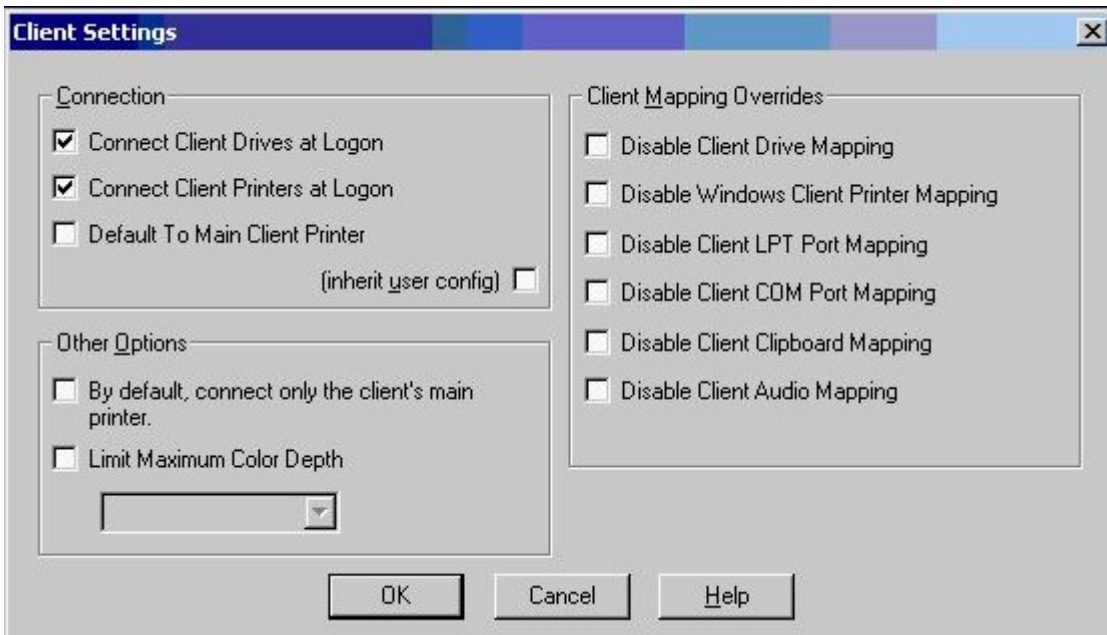 Client Settings
Connection
Connect Client Drives at Logon
Connect Client Printers at Logon
Default To Main Client Printer
(inherit user config)
Other Options
By default, connect only the client's main
printer.
Limit Maximum Color Depth
Client Mapping Overrides
Disable Client Drive Mapping
Disable Windows Client Printer Mapping
Disable Client LPT Port Mapping
Disable Client COM Port Mapping
Disable Client Clipboard Mapping
Disable Client Audio Mapping
OK
Cancel
Help